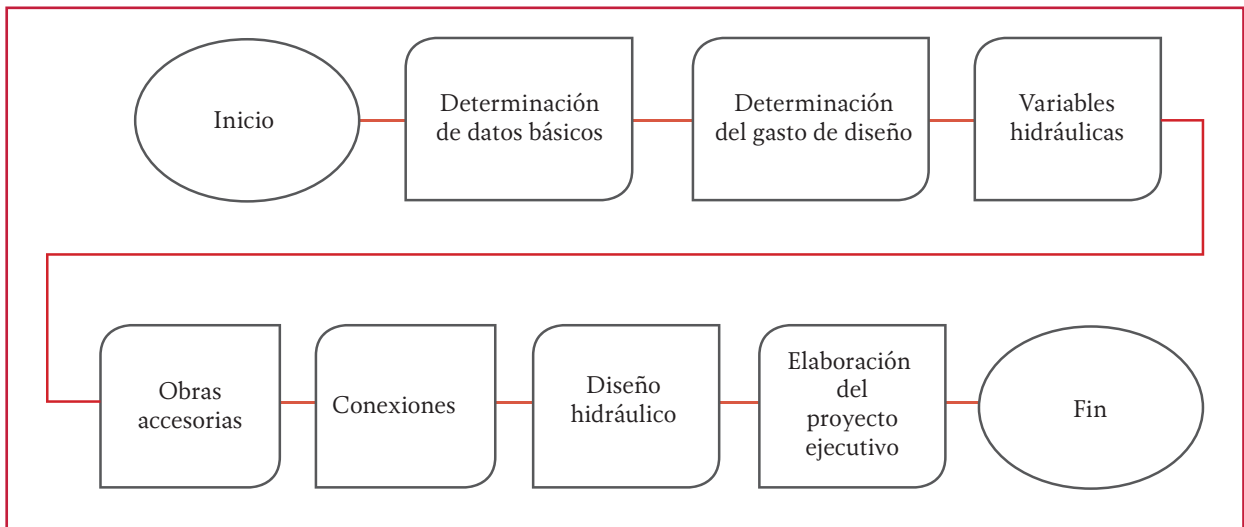 Inicio
Determinación
de datos básicos
Determinación
del gasto de diseño
Variables
hidráulicas
Obras
accesorias
Conexiones
Diseño
hidráulico
Elaboración
del
proyecto
ejecutivo
Fin